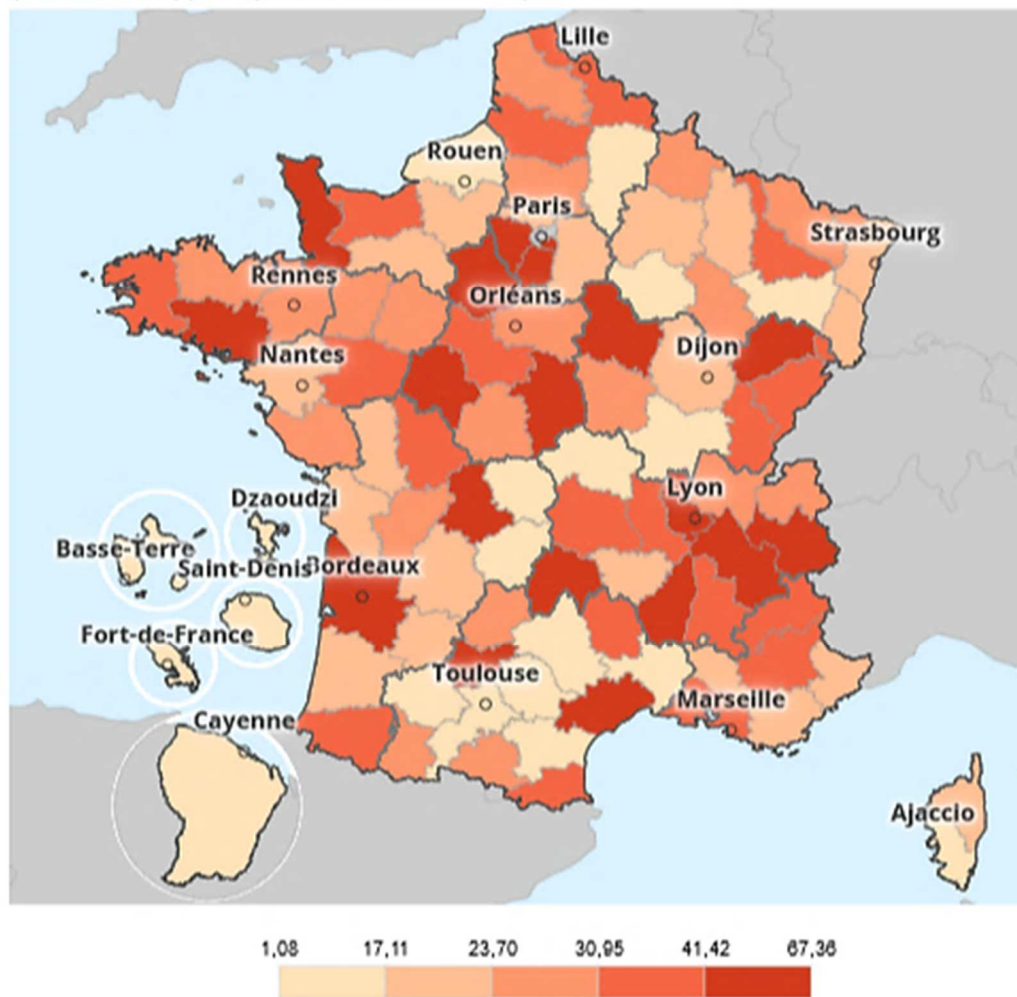 Lille
Rouen
Paris
Strasbourg
Rennes
Orléans
Nantes
Dijon
Lyon
Dzaoudzi
Basse-Terre
Saint-Denis
Bordeaux
Fort-de-France
Toulouse
Marseille
Cayenne
Ajaccio
1,08 17,11 23,70 30,95 41,42 67,36